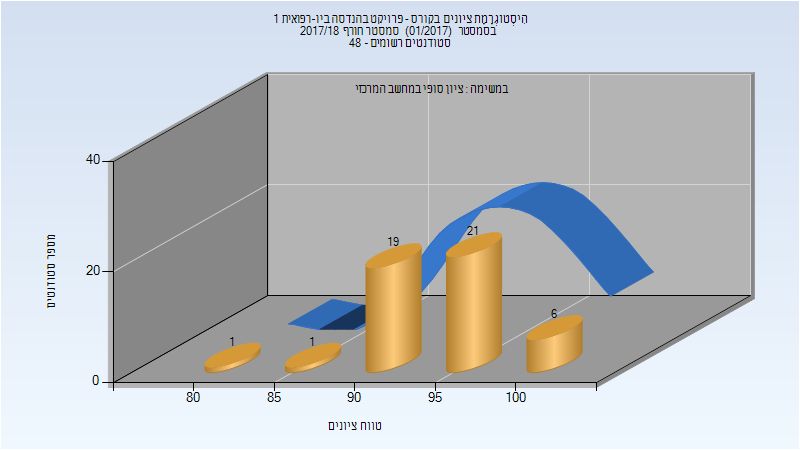 היסטוגרמת ציונים בקורס - פרויקט בהנדסה ביו-רפואית 1
בסמסטר (01/2017) סמסטר חורף 2017/18
סטודנטים רשומים - 48
במשימה : ציון סופי במחשב המרכזי
מספר סטודנטים
40
20
0
1
1
19
21
6
80
85
90
95
100
טווח ציונים